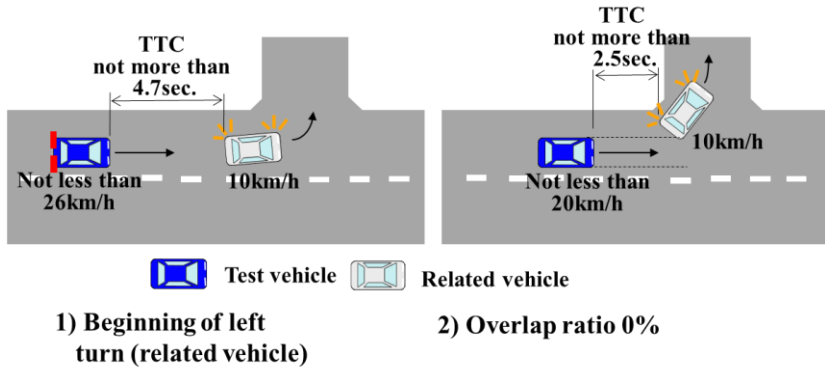 TTC
not more than
4.7sec.
Not less than
26km/h
10km/h
TTC
not more than
2.5sec.
10km/h
Not less than
20km/h
Test vehicle
Related vehicle
1) Beginning of left
turn (related vehicle)
2) Overlap ratio 0%